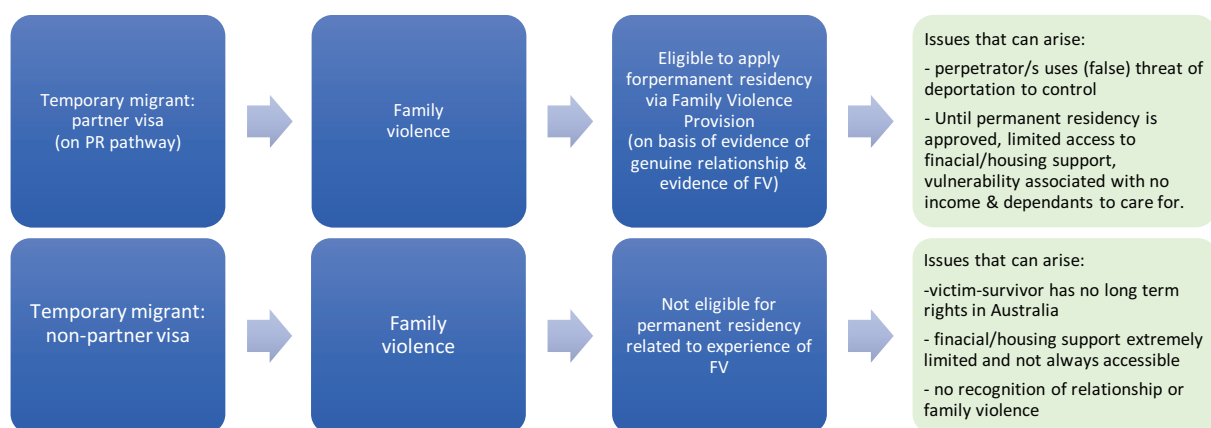 Temporary migrant:
partner visa
(on PR pathway)
Family
violence
Eligible to apply
forpermanent residency
via Family Violence
Provision
(on basis of evidence of
genuine relationship &
evidence of FV)
Issues that can arise:
- perpetrator/s uses (false) threat of
deportation to control
- Until permanent residency is
approved, limited access to
finacial/housing support,
vulnerability associated with no
income & dependants to care for.
Temporary migrant:
non-partner visa
Family
violence
Not eligible for
permanent residency
related to experience of
FV
Issues that can arise:
-victim-survivor has no long term
rights in Australia
- finacial/housing support extremely
limited and not always accessible
- no recognition of relationship or
family violence